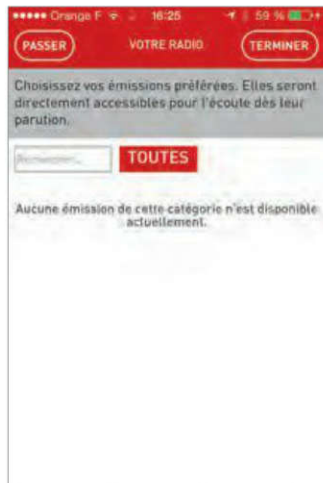 Orange F 16:25 59 %
PASSER VOTRE RADIO TERMINER
Choisissez vos émissions préférées. Elles seront
directement accessibles pour l'écoute dès leur
parution.
Rechercher... TOUTES
Aucune émission de cette catégorie n'est disponible
actuellement.